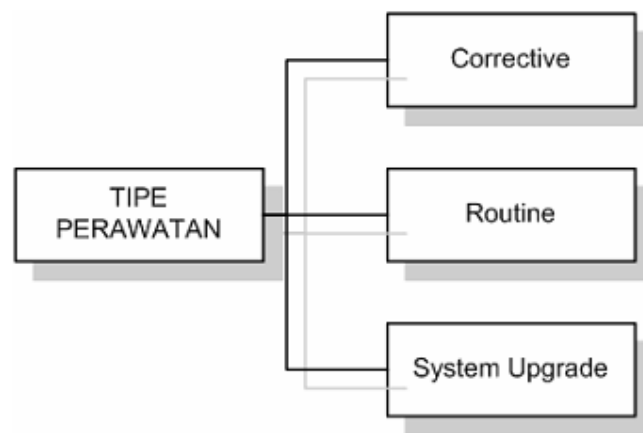 Corrective
TIPE
PERAWATAN
Routine
System Upgrade